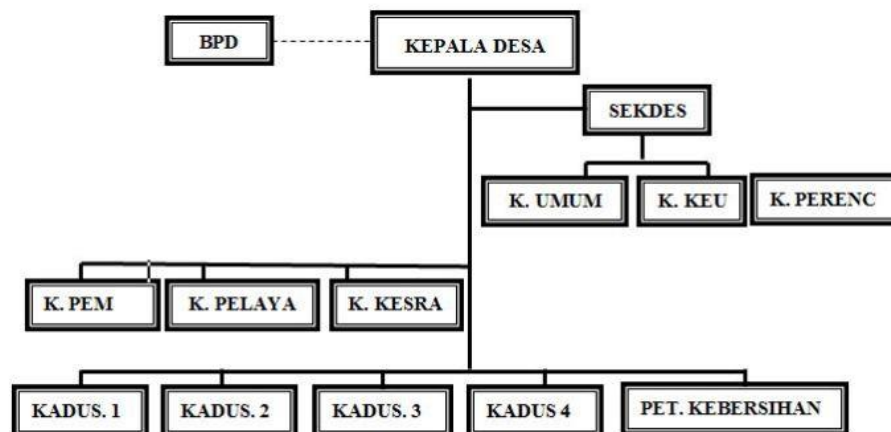 BPD
KEPALA DESA
SEKDES
K. UMUM
K. KEU
K. PERENC
K. PEM
K. PELAYA
K. KESRA
KADUS. 1
KADUS. 2
KADUS. 3
KADUS 4
PET. KEBERSIHAN